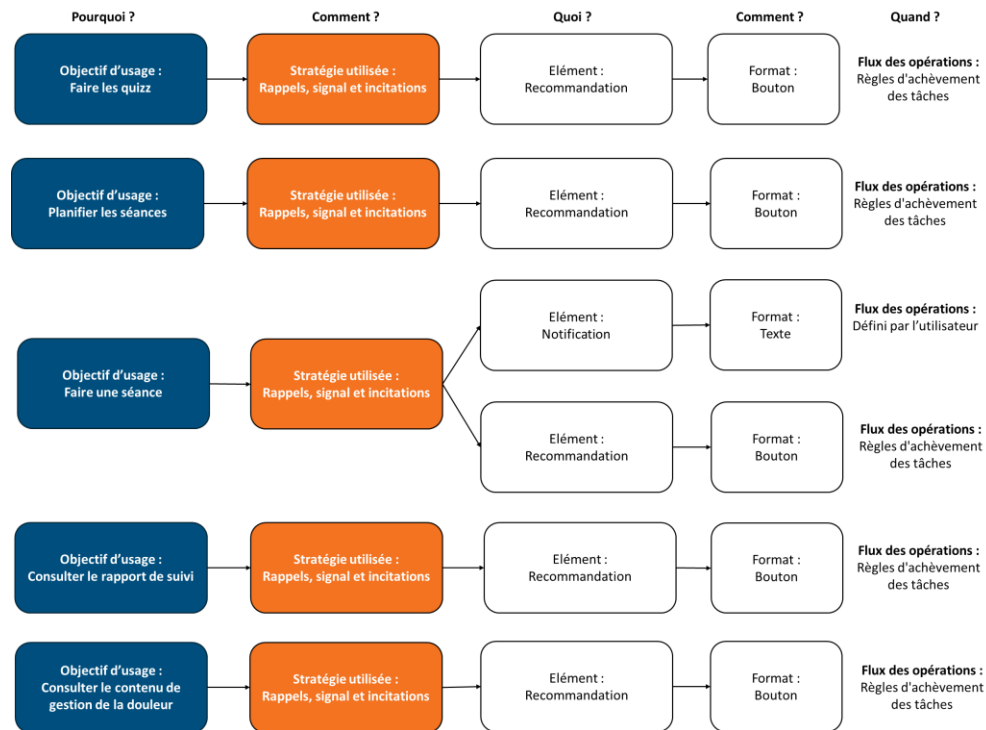 Pourquoi ? Comment ? Quoi ? Comment ? Quand ?
Objectif d'usage :
Faire les quizz
Stratégie utilisée :
Rappels, signal et incitations
Elément :
Recommandation
Format :
Bouton
Flux des opérations :
Règles d'achèvement
des tâches
Objectif d'usage :
Planifier les séances
Stratégie utilisée :
Rappels, signal et incitations
Elément :
Recommandation
Format :
Bouton
Flux des opérations :
Règles d'achèvement
des tâches
Objectif d'usage :
Faire une séance
Stratégie utilisée :
Rappels, signal et incitations
Elément :
Notification
Format :
Texte
Flux des opérations :
Défini par l'utilisateur
Elément :
Recommandation
Format :
Bouton
Flux des opérations :
Règles d'achèvement
des tâches
Objectif d'usage :
Consulter le rapport de suivi
Stratégie utilisée :
Rappels, signal et incitations
Elément :
Recommandation
Format :
Bouton
Flux des opérations :
Règles d'achèvement
des tâches
Objectif d'usage :
Consulter le contenu de
gestion de la douleur
Stratégie utilisée :
Rappels, signal et incitations
Elément :
Recommandation
Format :
Bouton
Flux des opérations :
Règles d'achèvement
des tâches